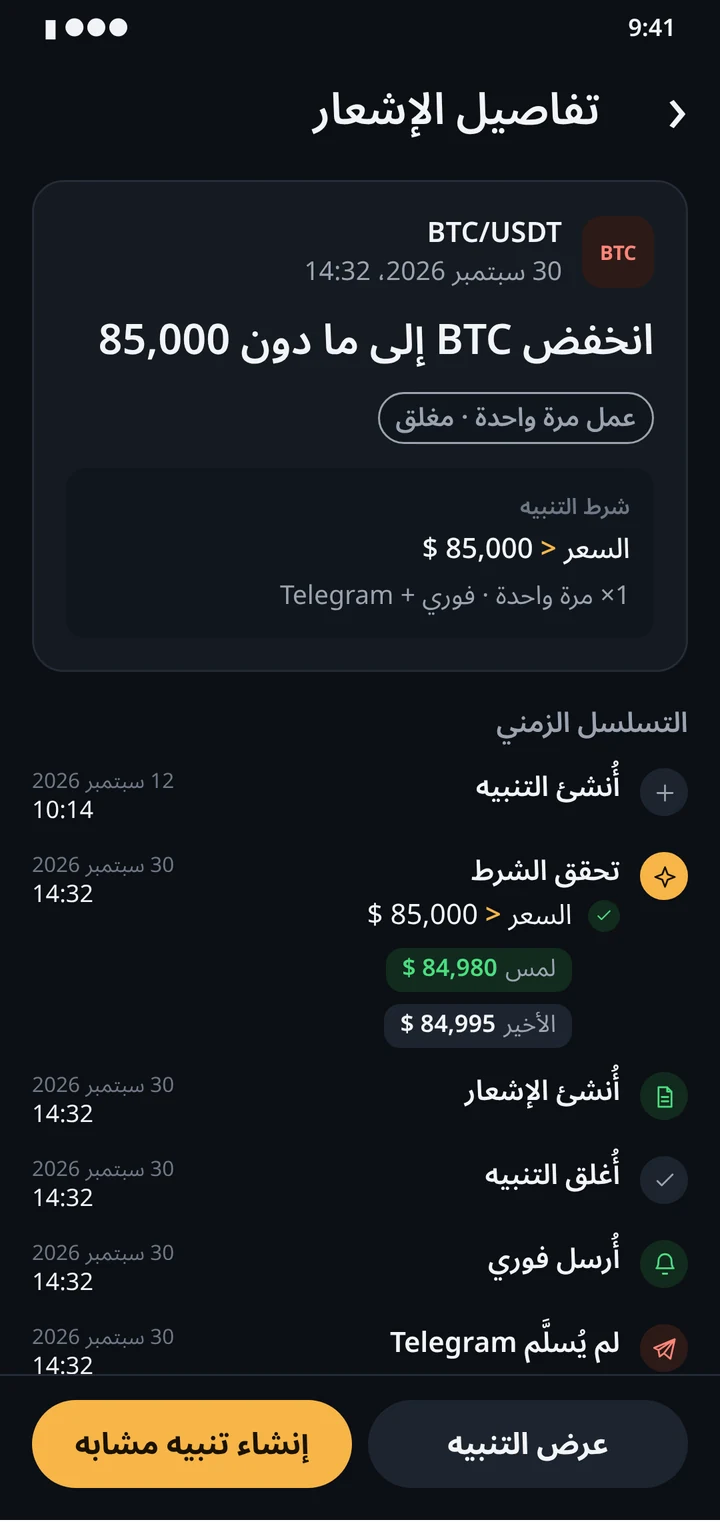 9:41
تفاصيل الإشعار
BTC
BTC/USDT
30 سبتمبر 2026، 14:32
انخفض BTC إلى ما دون 85,000
عمل مرة واحدة · مغلق
شرط التنبيه
السعر < 85,000 $
1× مرة واحدة · فوري + Telegram
التسلسل الزمني
أُنشئ التنبيه
12 سبتمبر 2026
10:14
تحقق الشرط
30 سبتمبر 2026
14:32
السعر < 85,000 $
لمس 84,980 $
الأخير 84,995 $
أُنشئ الإشعار
30 سبتمبر 2026
14:32
أُغلق التنبيه
30 سبتمبر 2026
14:32
أُرسل فوري
30 سبتمبر 2026
14:32
لم يُسلَّم Telegram
30 سبتمبر 2026
14:32
عرض التنبيه
إنشاء تنبيه مشابه